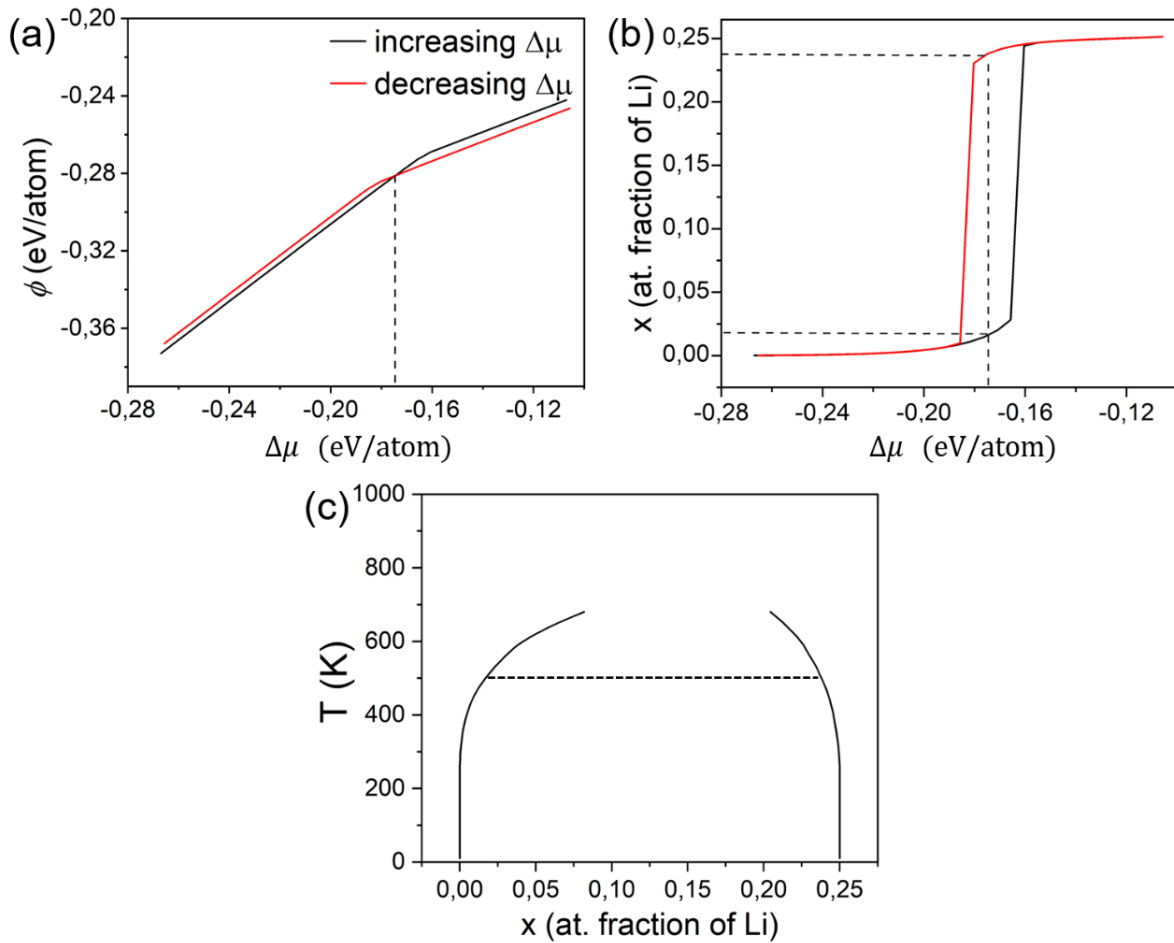 (a)
-0,20
-0,24
-0,28
-0,32
-0,36
ϕ (eV/atom)
increasing Δμ
decreasing Δμ
-0,28 -0,24 -0,20 -0,16 -0,12
Δμ (eV/atom)
(b)
0,25
0,20
0,15
0,10
0,05
0,00
x (at. fraction of Li)
-0,28 -0,24 -0,20 -0,16 -0,12
Δμ (eV/atom)
(c)
1000
800
600
400
200
0
T (K)
0,00 0,05 0,10 0,15 0,20 0,25
x (at. fraction of Li)